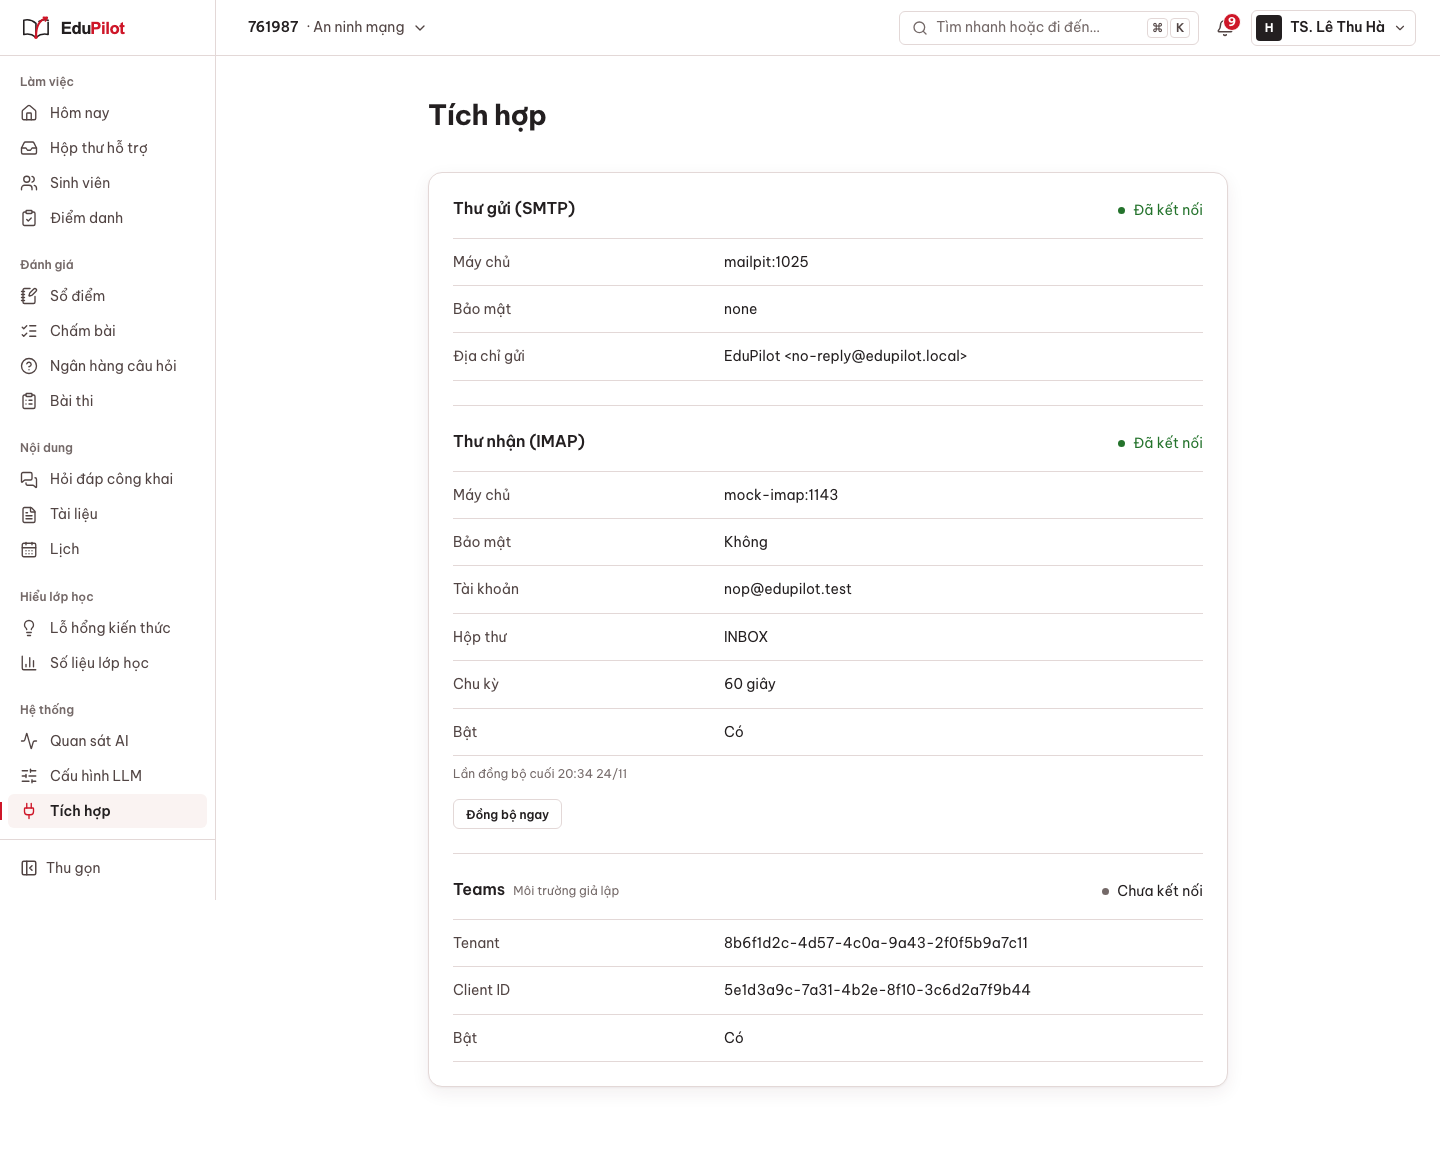 EduPilot
761987 · An ninh mạng
Tìm nhanh hoặc đi đến...
⌘ K
9
H
TS. Lê Thu Hà
Làm việc
Hôm nay
Hộp thư hỗ trợ
Sinh viên
Điểm danh
Đánh giá
Sổ điểm
Chấm bài
Ngân hàng câu hỏi
Bài thi
Nội dung
Hỏi đáp công khai
Tài liệu
Lịch
Hiểu lớp học
Lỗ hổng kiến thức
Số liệu lớp học
Hệ thống
Quan sát AI
Cấu hình LLM
Tích hợp
Thu gọn
Tích hợp
Thư gửi (SMTP)
Đã kết nối
Máy chủ mailpit:1025
Bảo mật none
Địa chỉ gửi EduPilot <no-reply@edupilot.local>
Thư nhận (IMAP)
Đã kết nối
Máy chủ mock-imap:1143
Bảo mật Không
Tài khoản nop@edupilot.test
Hộp thư INBOX
Chu kỳ 60 giây
Bật Có
Lần đồng bộ cuối 20:34 24/11
Đồng bộ ngay
Teams Môi trường giả lập
Chưa kết nối
Tenant 8b6f1d2c-4d57-4c0a-9a43-2f0f5b9a7c11
Client ID 5e1d3a9c-7a31-4b2e-8f10-3c6d2a7f9b44
Bật Có